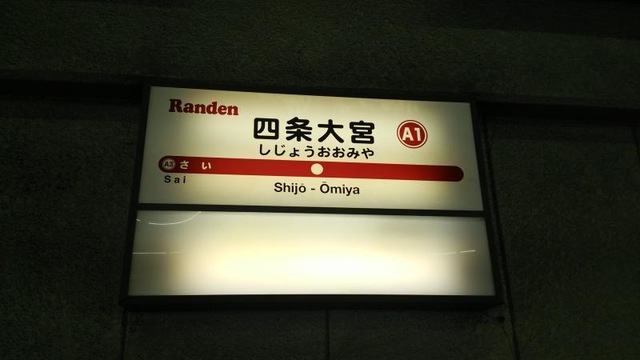 Randen
四条大宮 A1
しじょうおおみや
A3 さい
Sai
Shijō - Ōmiya